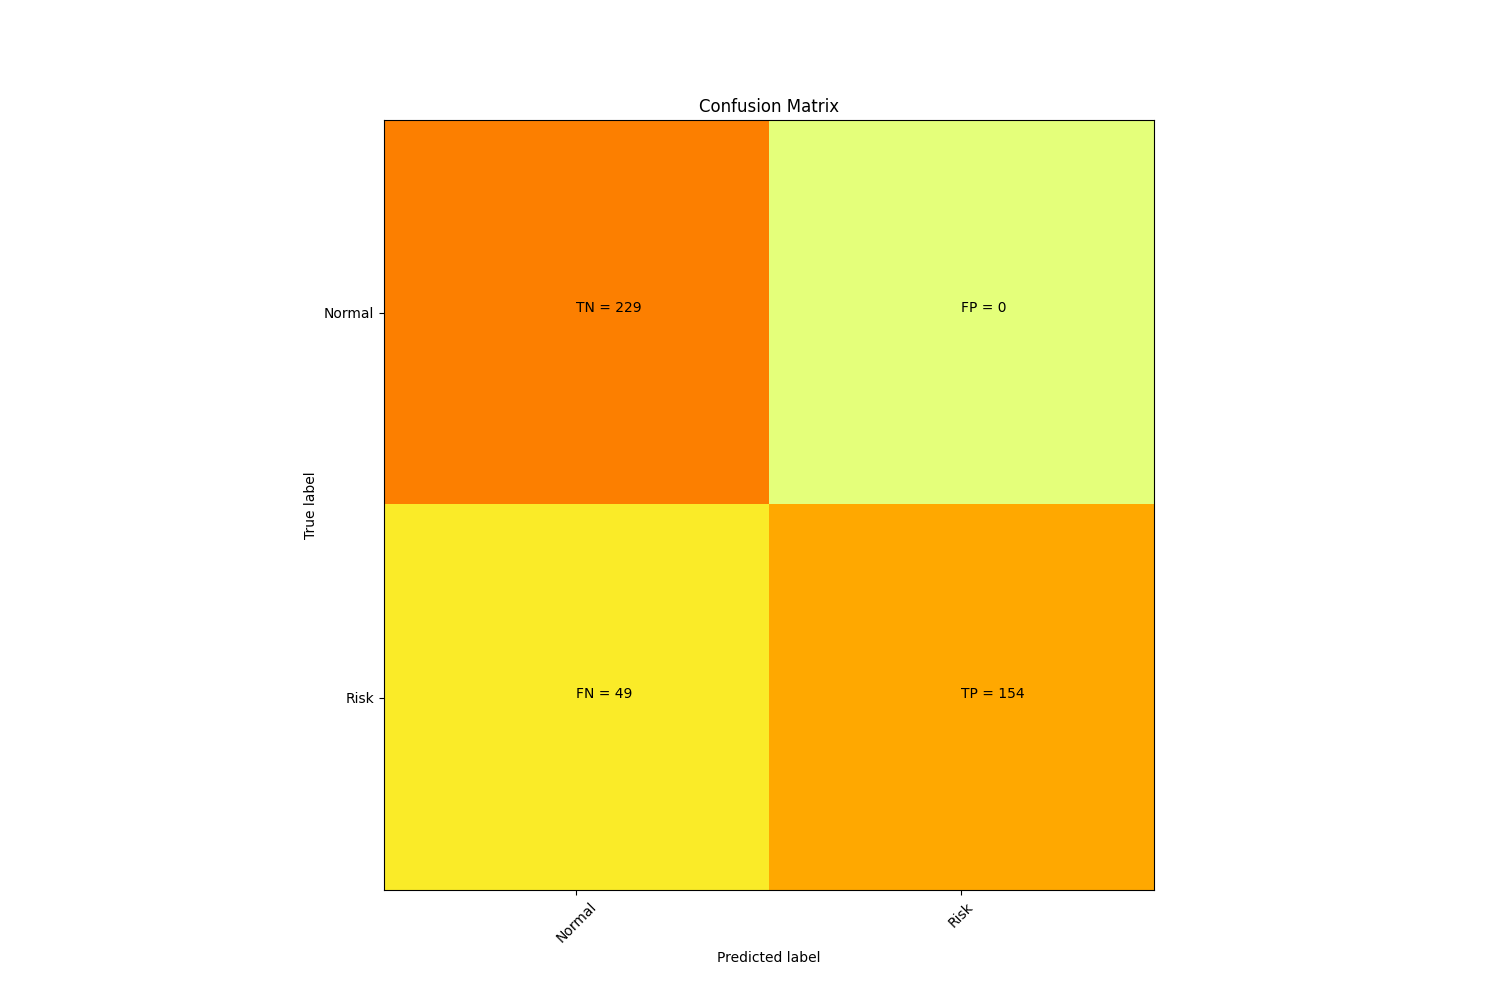 Confusion Matrix
TN = 229
FP = 0
Normal
True label
FN = 49
TP = 154
Risk
Normal
Risk
Predicted label